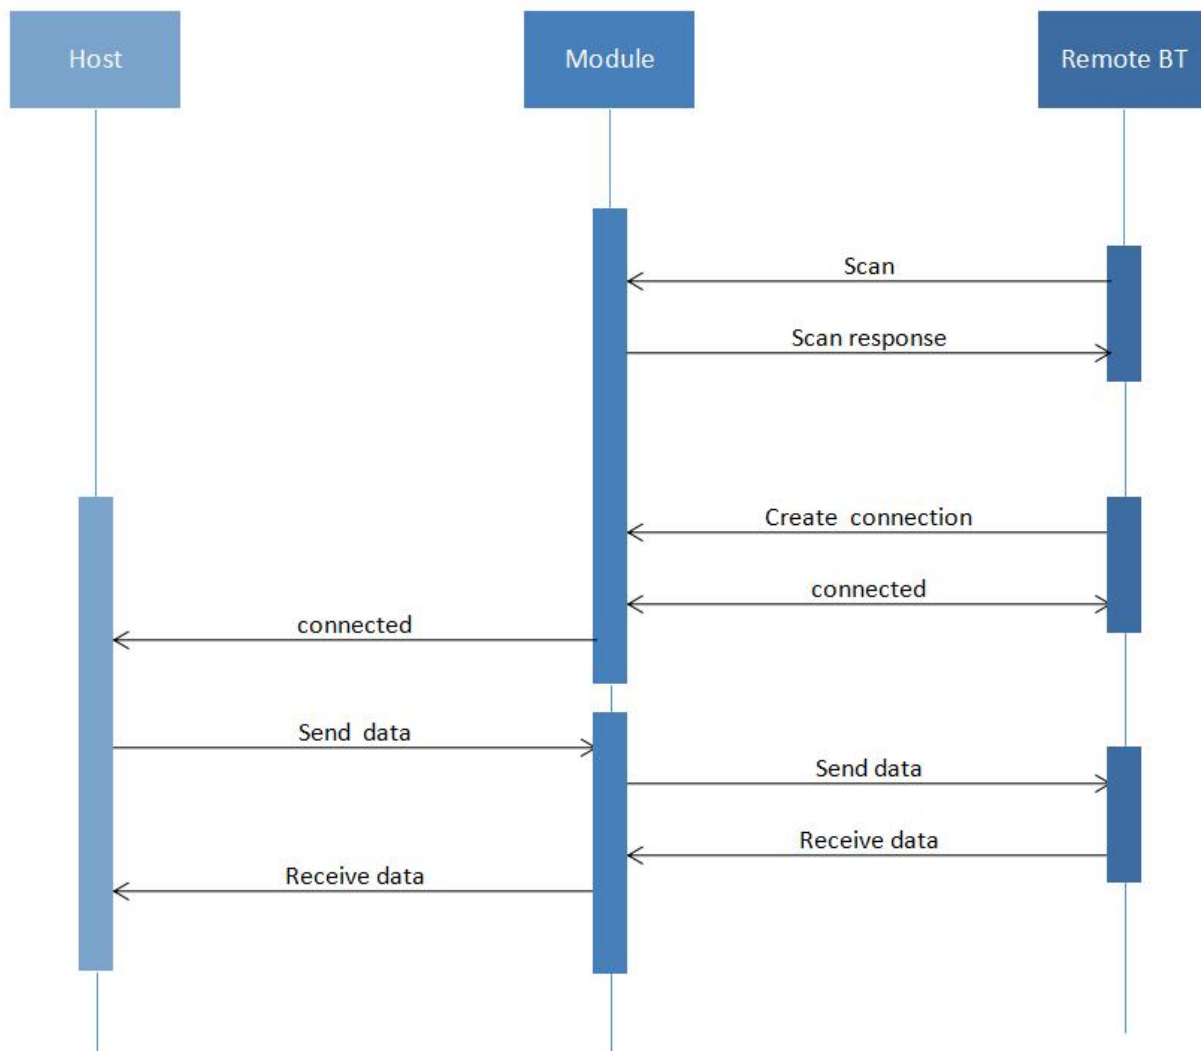 Host
Module
Remote BT
Scan
Scan response
Create  connection
connected
connected
Send  data
Send data
Receive data
Receive data